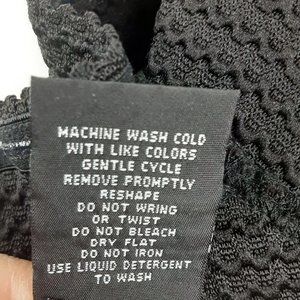 MACHINE WASH COLD
WITH LIKE COLORS
GENTLE CYCLE
REMOVE PROMPTLY
RESHAPE
DO NOT WRING
OR TWIST
DO NOT BLEACH
DRY FLAT
DO NOT IRON
USE LIQUID DETERGENT
TO WASH